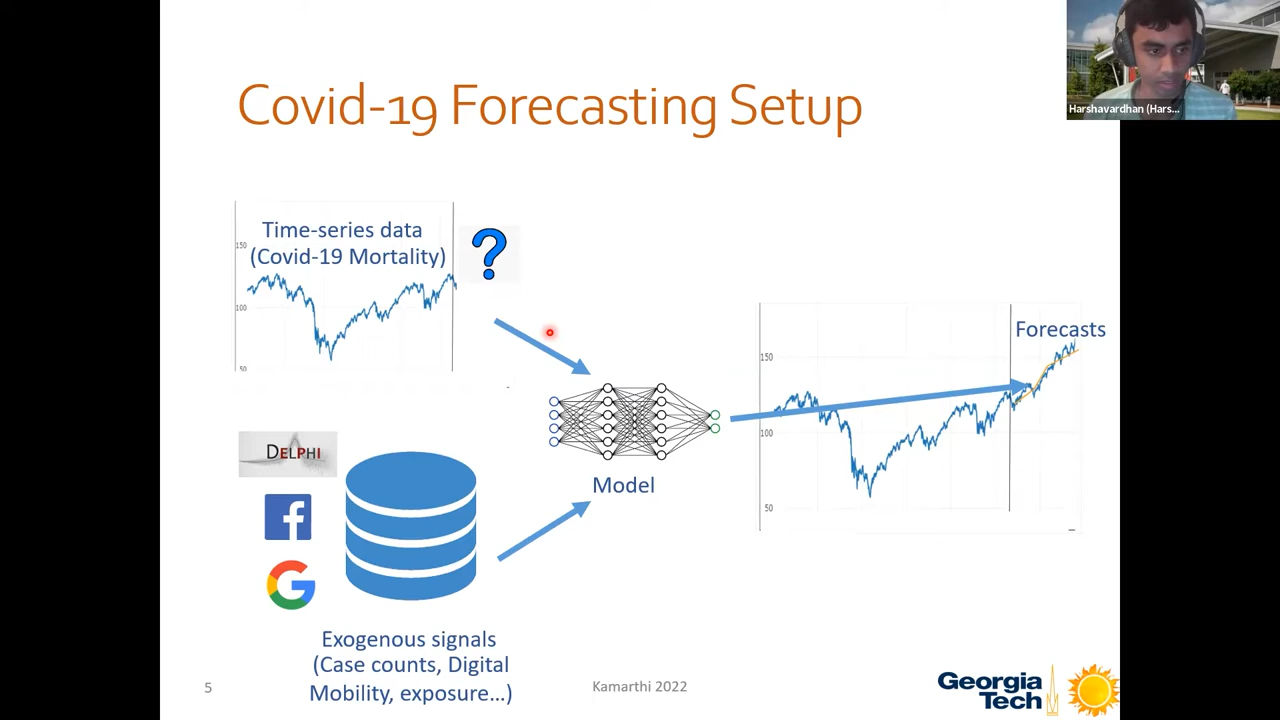 Harshavardhan (Hars...
Covid-19 Forecasting Setup
Time-series data
(Covid-19 Mortality)
150
100
50
?
Forecasts
150
100
50
DELPHI
Model
f
G
Exogenous signals
(Case counts, Digital
Mobility, exposure...)
5
Kamarthi 2022
Georgia
Tech